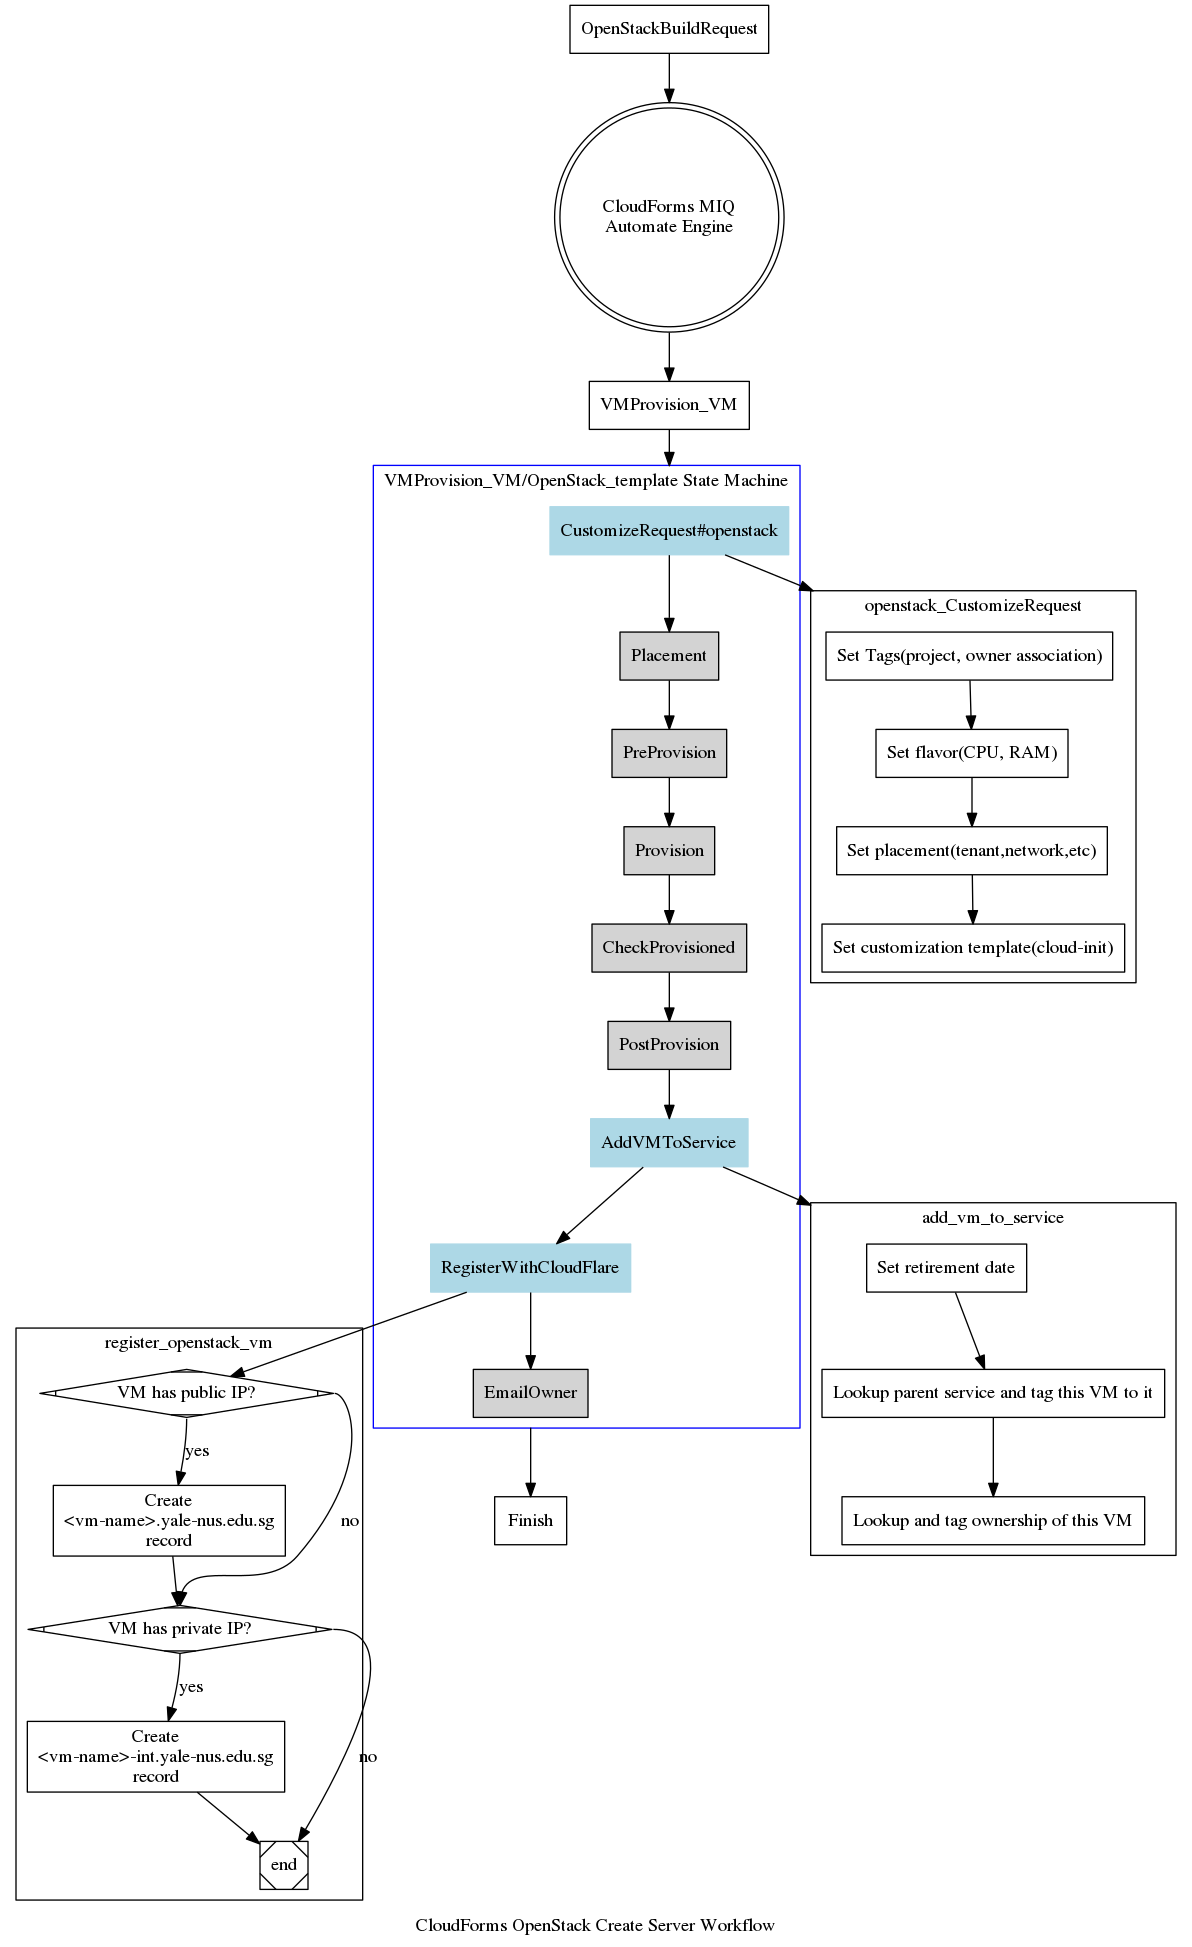 OpenStackBuildRequest
CloudForms MIQ
Automate Engine
VMProvision_VM
VMProvision_VM/OpenStack_template State Machine
CustomizeRequest#openstack
openstack_CustomizeRequest
Placement
Set Tags(project, owner association)
PreProvision
Set flavor(CPU, RAM)
Provision
Set placement(tenant,network,etc)
CheckProvisioned
Set customization template(cloud-init)
PostProvision
AddVMToService
add_vm_to_service
RegisterWithCloudFlare
Set retirement date
register_openstack_vm
VM has public IP?
EmailOwner
Lookup parent service and tag this VM to it
yes
Create
<vm-name>.yale-nus.edu.sg
record
no
Finish
Lookup and tag ownership of this VM
VM has private IP?
yes
Create
<vm-name>-int.yale-nus.edu.sg
record
no
end
CloudForms OpenStack Create Server Workflow